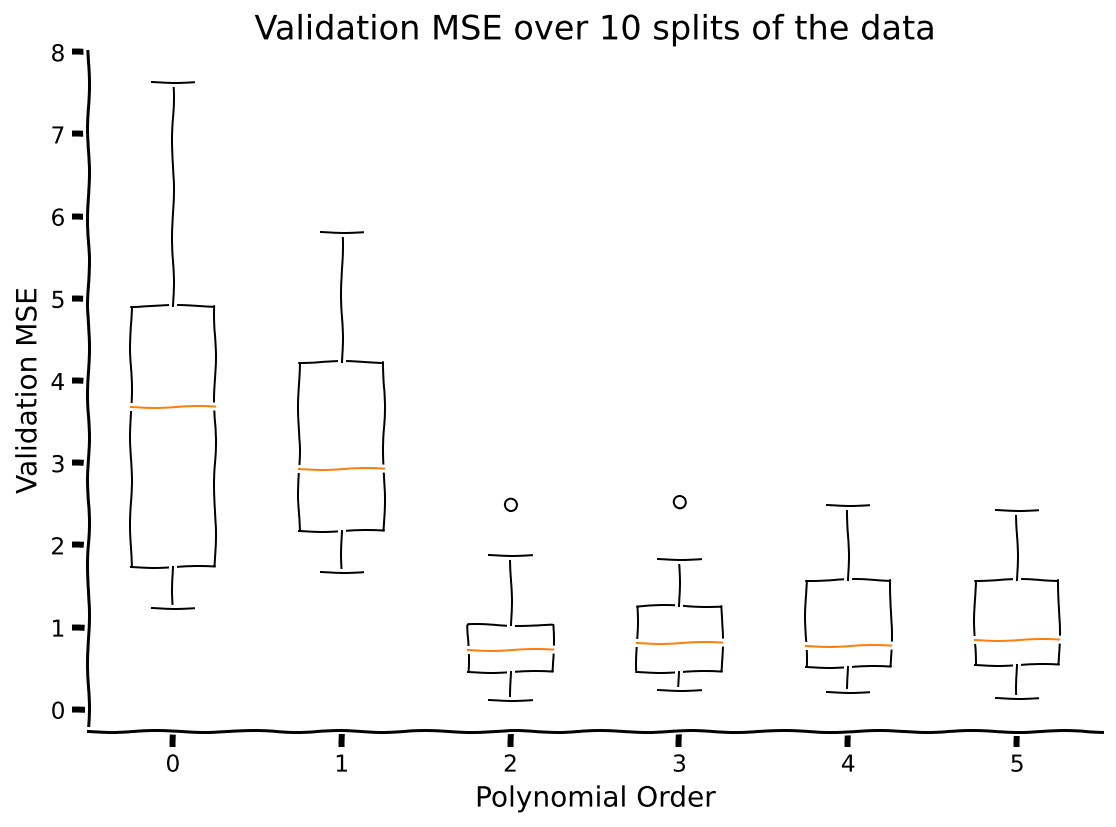 Validation MSE over 10 splits of the data
Validation MSE
8
7
6
5
4
3
2
1
0
0 1 2 3 4 5
Polynomial Order